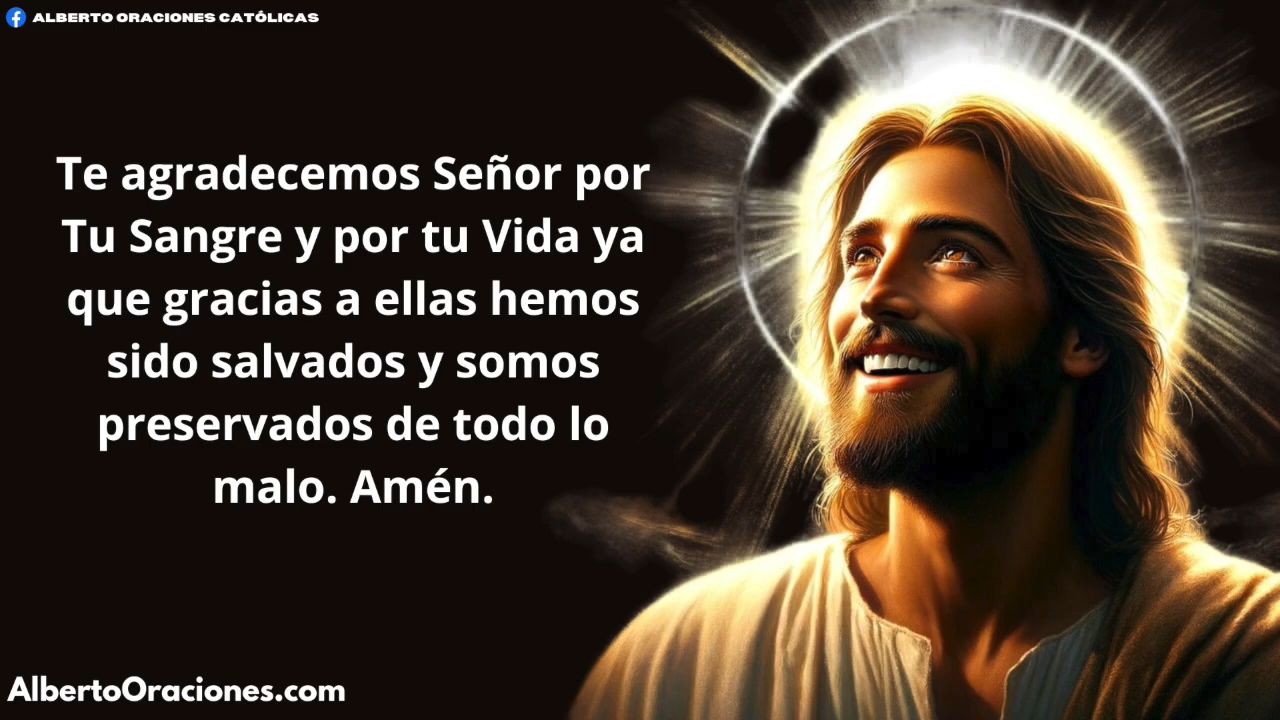 ALBERTO ORACIONES CATÓLICAS
Te agradecemos Señor por
Tu Sangre y por tu Vida ya
que gracias a ellas hemos
sido salvados y somos
preservados de todo lo
malo. Amén.
AlbertoOraciones.com